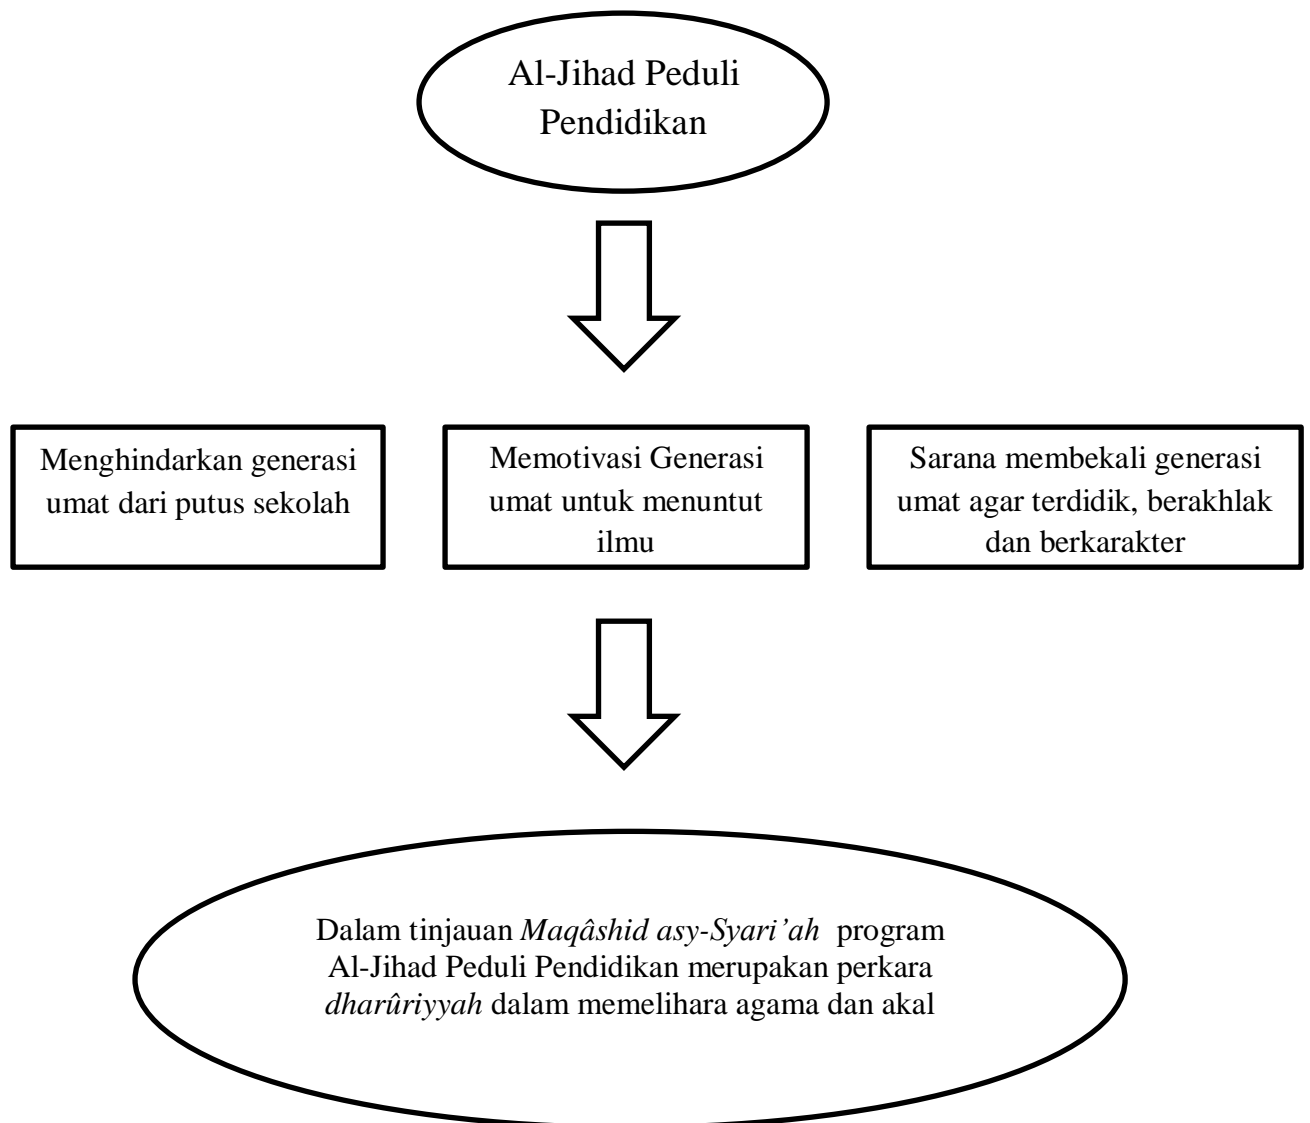 Al-Jihad Peduli
Pendidikan
Menghindarkan generasi
umat dari putus sekolah
Memotivasi Generasi
umat untuk menuntut
ilmu
Sarana membekali generasi
umat agar terdidik, berakhlak
dan berkarakter
Dalam tinjauan Maqâshid asy-Syari’ah program
Al-Jihad Peduli Pendidikan merupakan perkara
dharûriyyah dalam memelihara agama dan akal